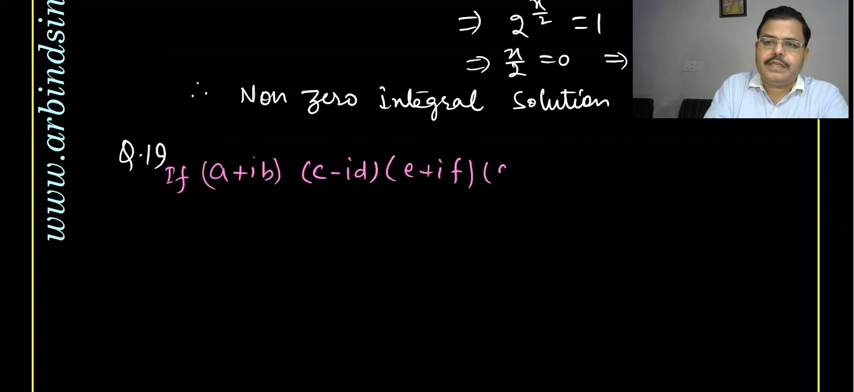 ⇒ 2^(x/2) = 1
⇒ x/2 = 0 ⇒
∴ Non Zero integral Solution
Q.19 If (a+ib) (c-id) (e+if) (
www.arbindsin